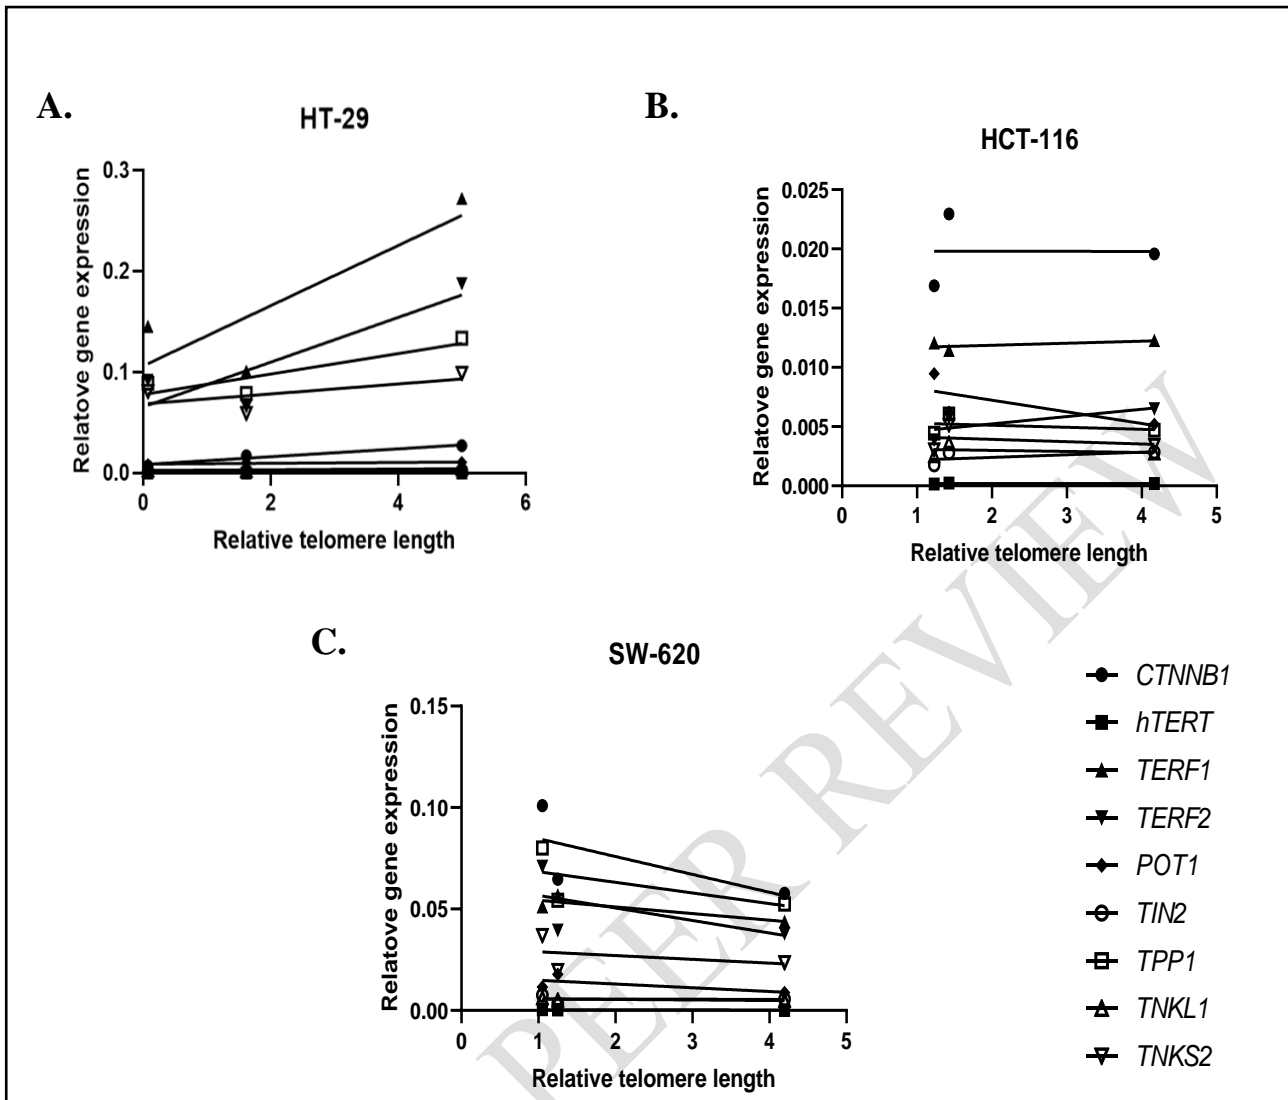 A.
HT-29
Relatove gene expression
0.3
0.2
0.1
0.0
0
2
4
6
Relative telomere length
B.
HCT-116
Relatove gene expression
0.025
0.020
0.015
0.010
0.005
0.000
0
1
2
3
4
5
Relative telomere length
C.
SW-620
Relatove gene expression
0.15
0.10
0.05
0.00
0
1
2
3
4
5
Relative telomere length
CTNNB1
hTERT
TERF1
TERF2
POT1
TIN2
TPP1
TNKL1
TNKS2
PEER REVIEW